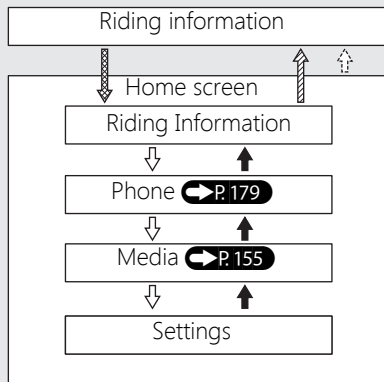 Riding information
Home screen
Riding Information
Phone P. 179
Media P. 155
Settings